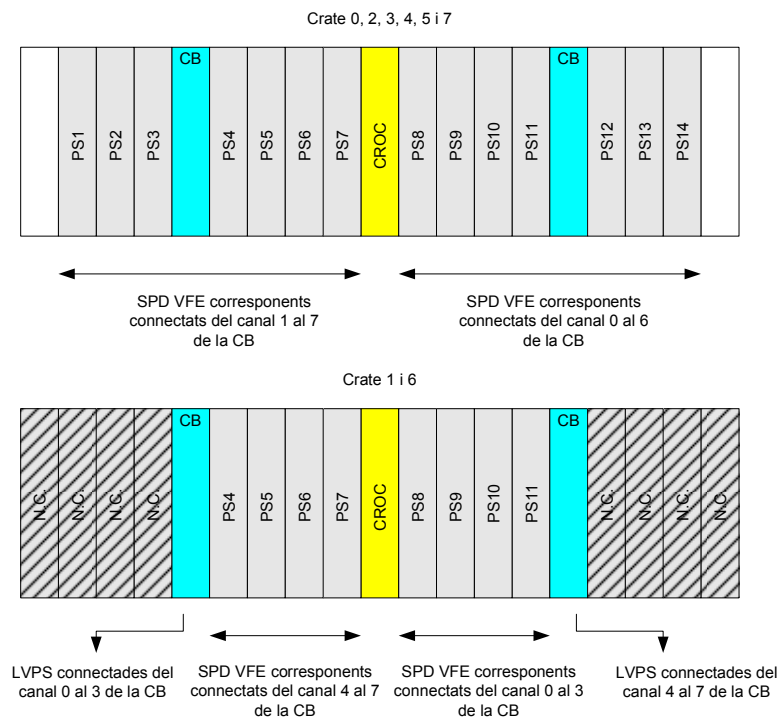 Crate 0, 2, 3, 4, 5 i 7
PS1
PS2
PS3
CB
PS4
PS5
PS6
PS7
CROC
PS8
PS9
PS10
PS11
CB
PS12
PS13
PS14
SPD VFE corresponents
connectats del canal 1 al 7
de la CB
SPD VFE corresponents
connectats del canal 0 al 6
de la CB
Crate 1 i 6
N.C.
N.C.
N.C.
N.C.
CB
PS4
PS5
PS6
PS7
CROC
PS8
PS9
PS10
PS11
CB
N.C.
N.C.
N.C.
N.C.
LVPS connectades del
canal 0 al 3 de la CB
SPD VFE corresponents
connectats del canal 4 al 7
de la CB
SPD VFE corresponents
connectats del canal 0 al 3
de la CB
LVPS connectades del
canal 4 al 7 de la CB